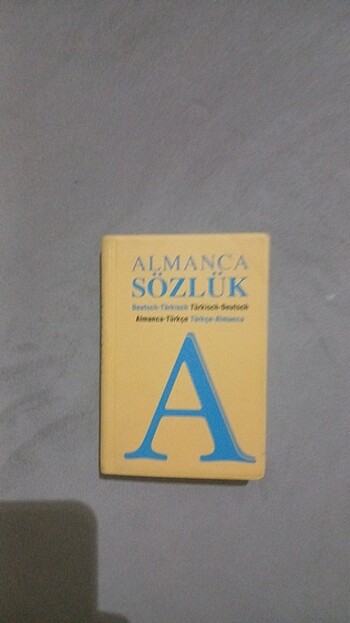 ALMANCA
SÖZLÜK
Deutsch-Türkisch Türkisch-Deutsch
Almanca-Türkçe Türkçe-Almanca
A